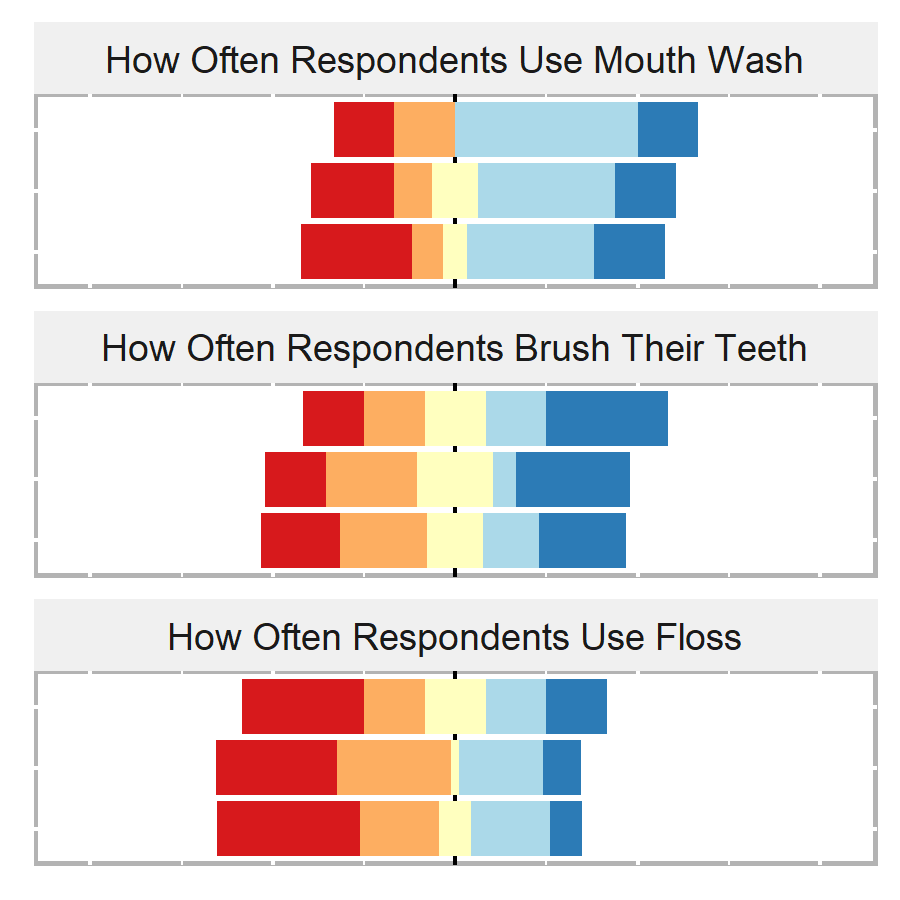 How Often Respondents Use Mouth Wash
How Often Respondents Brush Their Teeth
How Often Respondents Use Floss